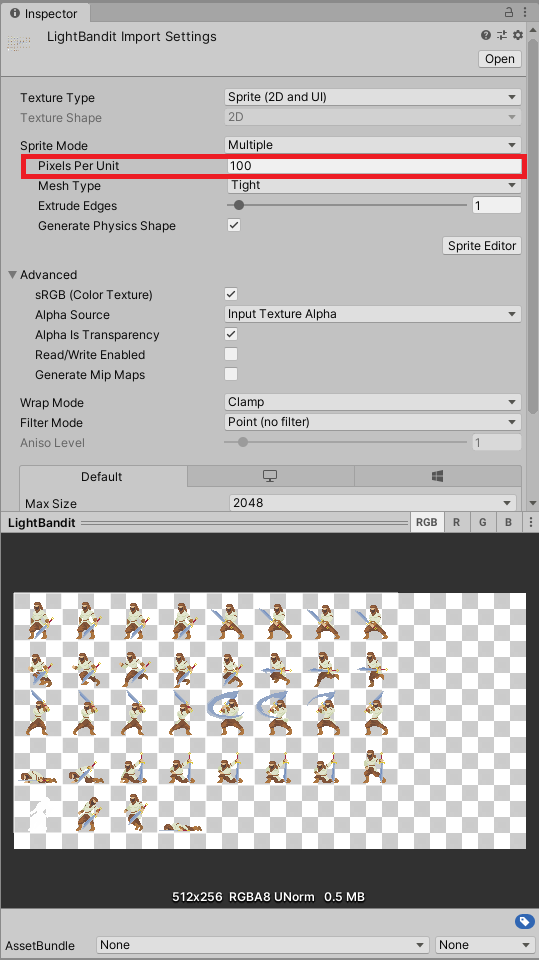 Inspector
LightBandit Import Settings
Open
Texture Type Sprite (2D and UI)
Texture Shape 2D
Sprite Mode Multiple
Pixels Per Unit 100
Mesh Type Tight
Extrude Edges 1
Generate Physics Shape
Sprite Editor
Advanced
sRGB (Color Texture)
Alpha Source Input Texture Alpha
Alpha Is Transparency
Read/Write Enabled
Generate Mip Maps
Wrap Mode Clamp
Filter Mode Point (no filter)
Aniso Level 1
Default
Max Size 2048
LightBandit RGB R G B
512x256 RGBA8 UNorm 0.5 MB
AssetBundle None None